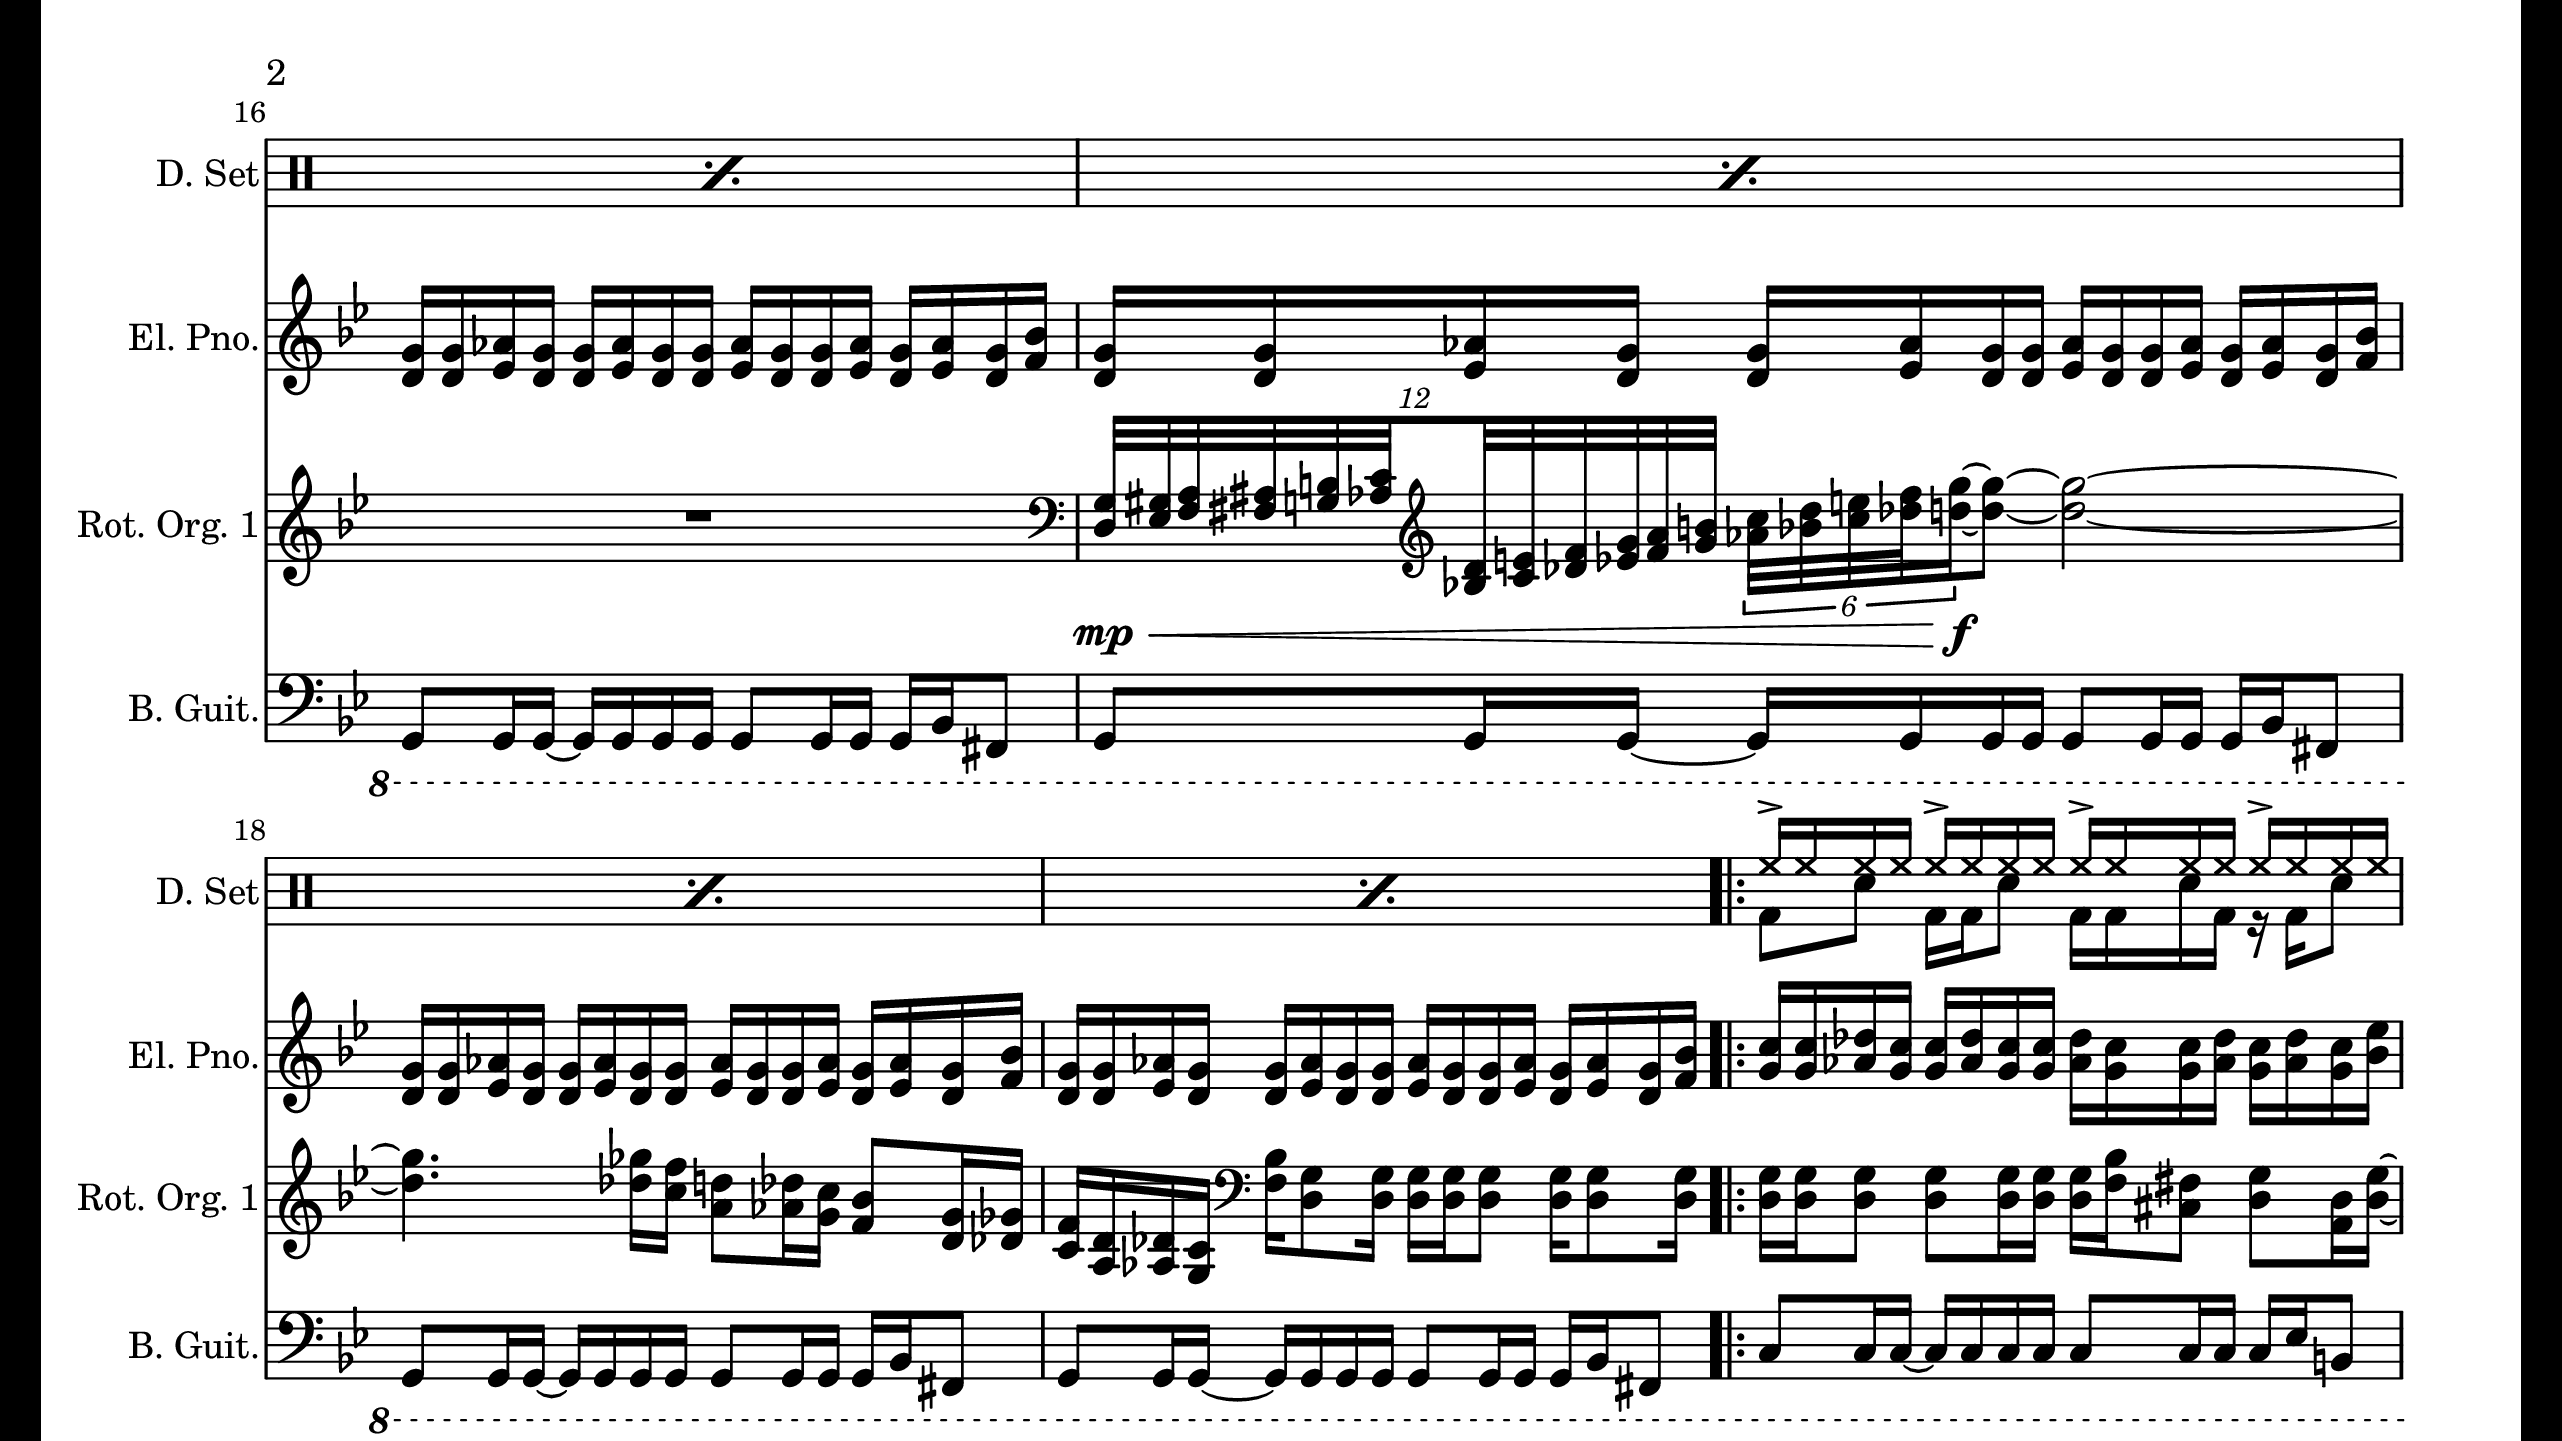 2
16
D. Set
El. Pno.
12
Rot. Org. 1
6
mp f
B. Guit.
8
18
D. Set
El. Pno.
Rot. Org. 1
B. Guit.
8